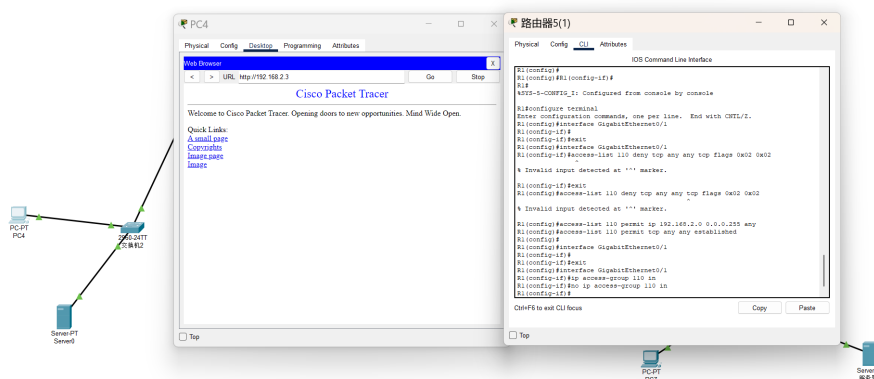 PC4
Physical Config Desktop Programming Attributes
Web Browser
X
< > URL http://192.168.2.3 Go Stop
Cisco Packet Tracer
Welcome to Cisco Packet Tracer. Opening doors to new opportunities. Mind Wide Open.
Quick Links:
A small page
Copyrights
Image page
Image
Top
路由器5(1)
Physical Config CLI Attributes
IOS Command Line Interface
R1(config)#
R1(config)#R1(config-if)#
R1#
%SYS-5-CONFIG_I: Configured from console by console
R1#configure terminal
Enter configuration commands, one per line. End with CNTL/Z.
R1(config)#interface GigabitEthernet0/1
R1(config-if)#
R1(config-if)#exit
R1(config)#interface GigabitEthernet0/1
R1(config-if)#access-list 110 deny tcp any any tcp flags 0x02 0x02
^
% Invalid input detected at '^' marker.
R1(config-if)#exit
R1(config)#access-list 110 deny tcp any any tcp flags 0x02 0x02
^
% Invalid input detected at '^' marker.
R1(config)#access-list 110 permit ip 192.168.2.0 0.0.0.255 any
R1(config)#access-list 110 permit tcp any any established
R1(config)#
R1(config)#interface GigabitEthernet0/1
R1(config-if)#
R1(config-if)#exit
R1(config)#interface GigabitEthernet0/1
R1(config-if)#ip access-group 110 in
R1(config-if)#no ip access-group 110 in
R1(config-if)#
Ctrl+F6 to exit CLI focus
Copy Paste
Top
PC-PT
PC4
2960-24TT
交换机2
Server-PT
Server0
PC-PT
Server